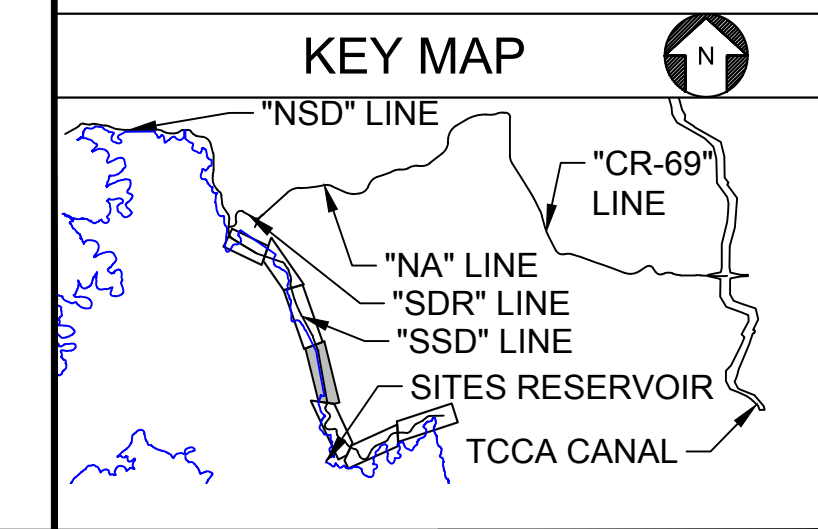 KEY MAP
N
"NSD" LINE
"CR-69"
LINE
"NA" LINE
"SDR" LINE
"SSD" LINE
SITES RESERVOIR
TCCA CANAL